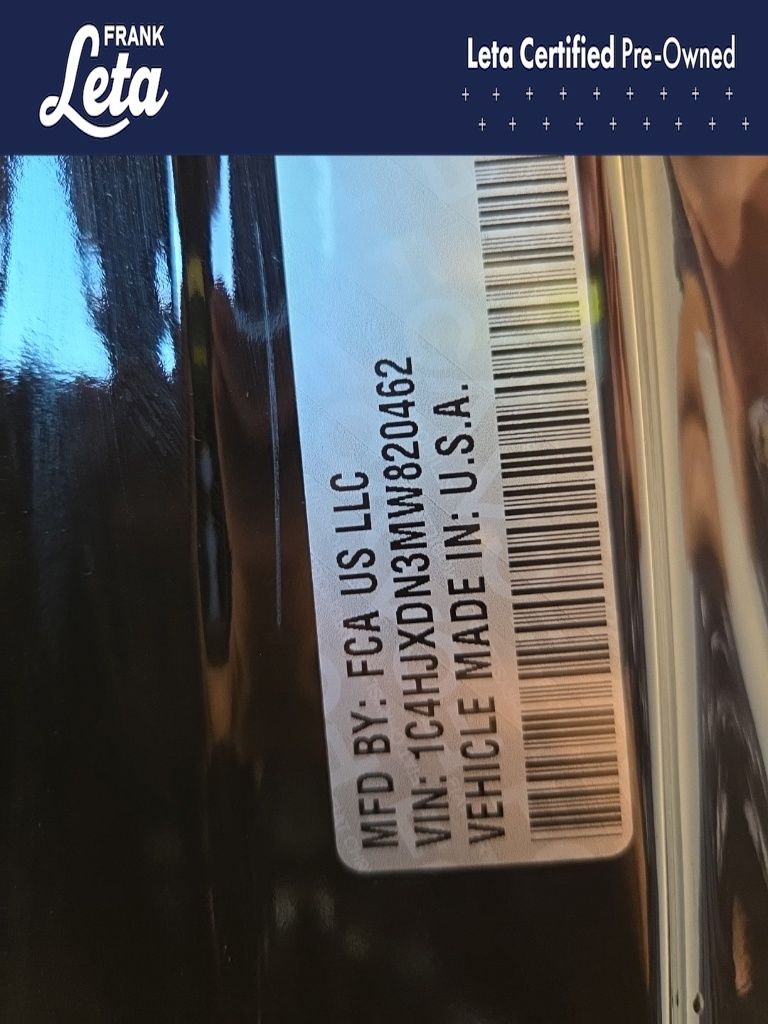 FRANK
Leta
Leta Certified Pre-Owned
MFD BY: FCA US LLC
VIN: 1C4HJXDN3MW820462
VEHICLE MADE IN: U.S.A.